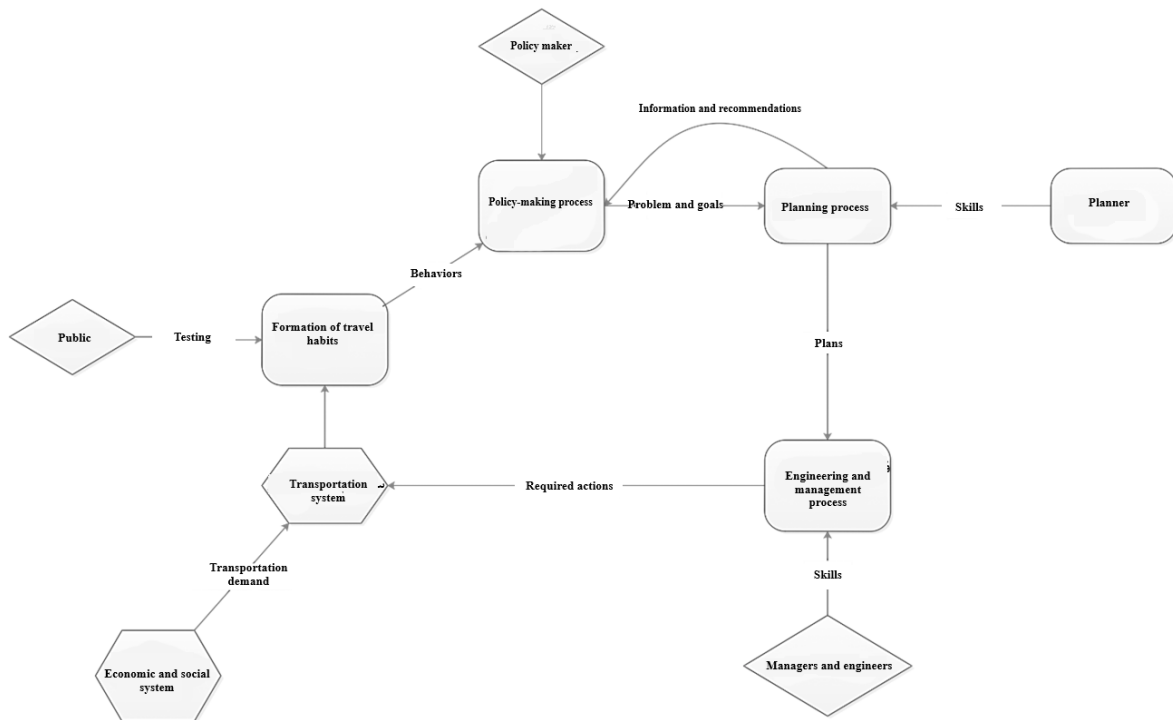 Policy maker
Information and recommendations
Policy-making process
Problem and goals
Planning process
Skills
Planner
Behaviors
Public
Testing
Formation of travel
habits
Plans
Transportation
system
Required actions
Engineering and
management
process
Transportation
demand
Skills
Economic and social
system
Managers and engineers